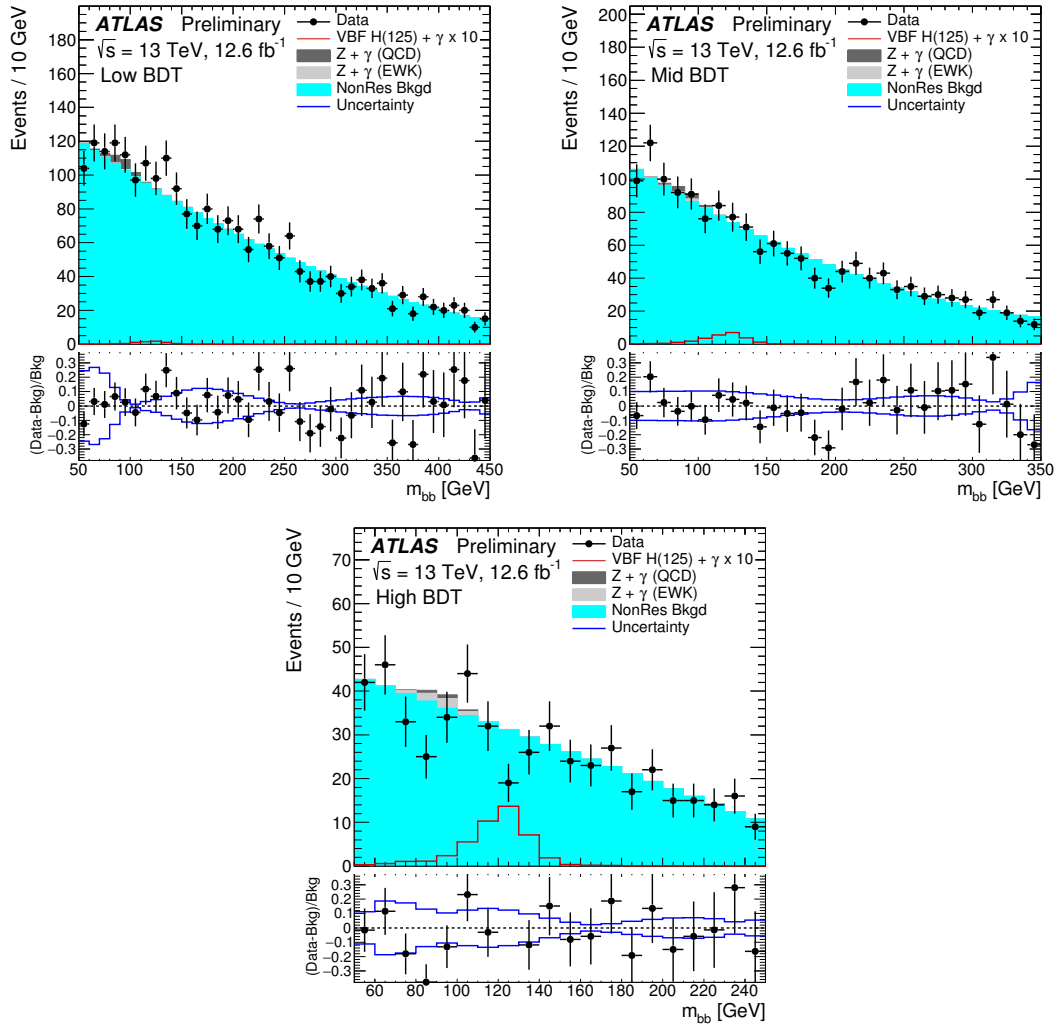 ATLAS Preliminary
√s = 13 TeV, 12.6 fb⁻¹
Low BDT
Data
VBF H(125) + γ x 10
Z + γ (QCD)
Z + γ (EWK)
NonRes Bkgd
Uncertainty
Events / 10 GeV
200
180
160
140
120
100
80
60
40
20
0
(Data-Bkg)/Bkg
0.3
0.2
0.1
0
−0.1
−0.2
−0.3
50 100 150 200 250 300 350 400 450
m_bb [GeV]
ATLAS Preliminary
√s = 13 TeV, 12.6 fb⁻¹
Mid BDT
Data
VBF H(125) + γ x 10
Z + γ (QCD)
Z + γ (EWK)
NonRes Bkgd
Uncertainty
Events / 10 GeV
200
180
160
140
120
100
80
60
40
20
0
(Data-Bkg)/Bkg
0.3
0.2
0.1
0
−0.1
−0.2
−0.3
50 100 150 200 250 300 350
m_bb [GeV]
ATLAS Preliminary
√s = 13 TeV, 12.6 fb⁻¹
High BDT
Data
VBF H(125) + γ x 10
Z + γ (QCD)
Z + γ (EWK)
NonRes Bkgd
Uncertainty
Events / 10 GeV
70
60
50
40
30
20
10
0
(Data-Bkg)/Bkg
0.3
0.2
0.1
0
−0.1
−0.2
−0.3
60 80 100 120 140 160 180 200 220 240
m_bb [GeV]